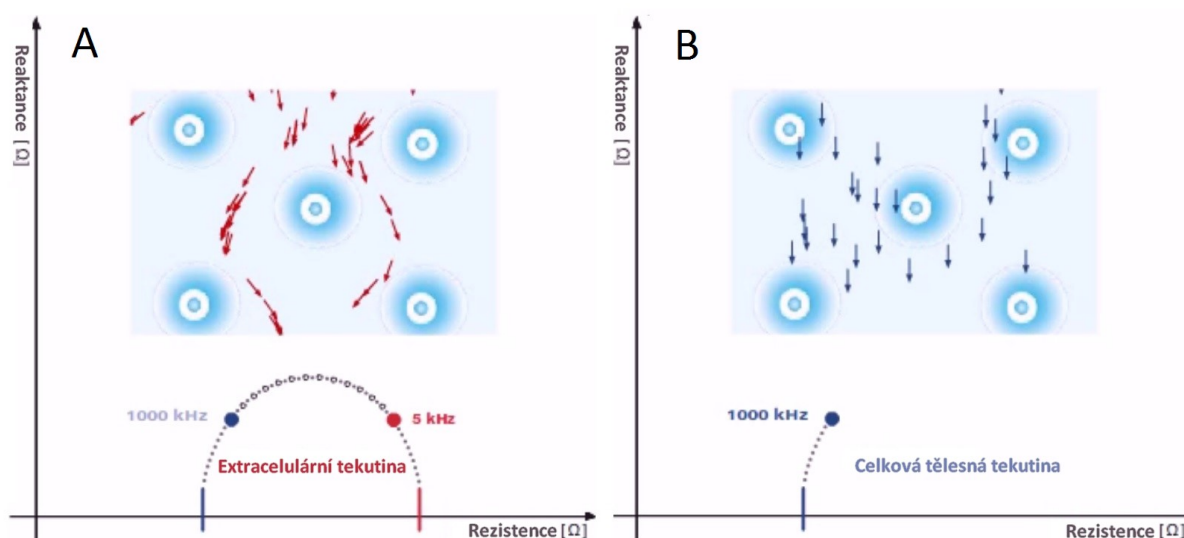 A
Reaktance [Ω]
1000 kHz
5 kHz
Extracelulární tekutina
Rezistence [Ω]
B
Reaktance [Ω]
1000 kHz
Celková tělesná tekutina
Rezistence [Ω]